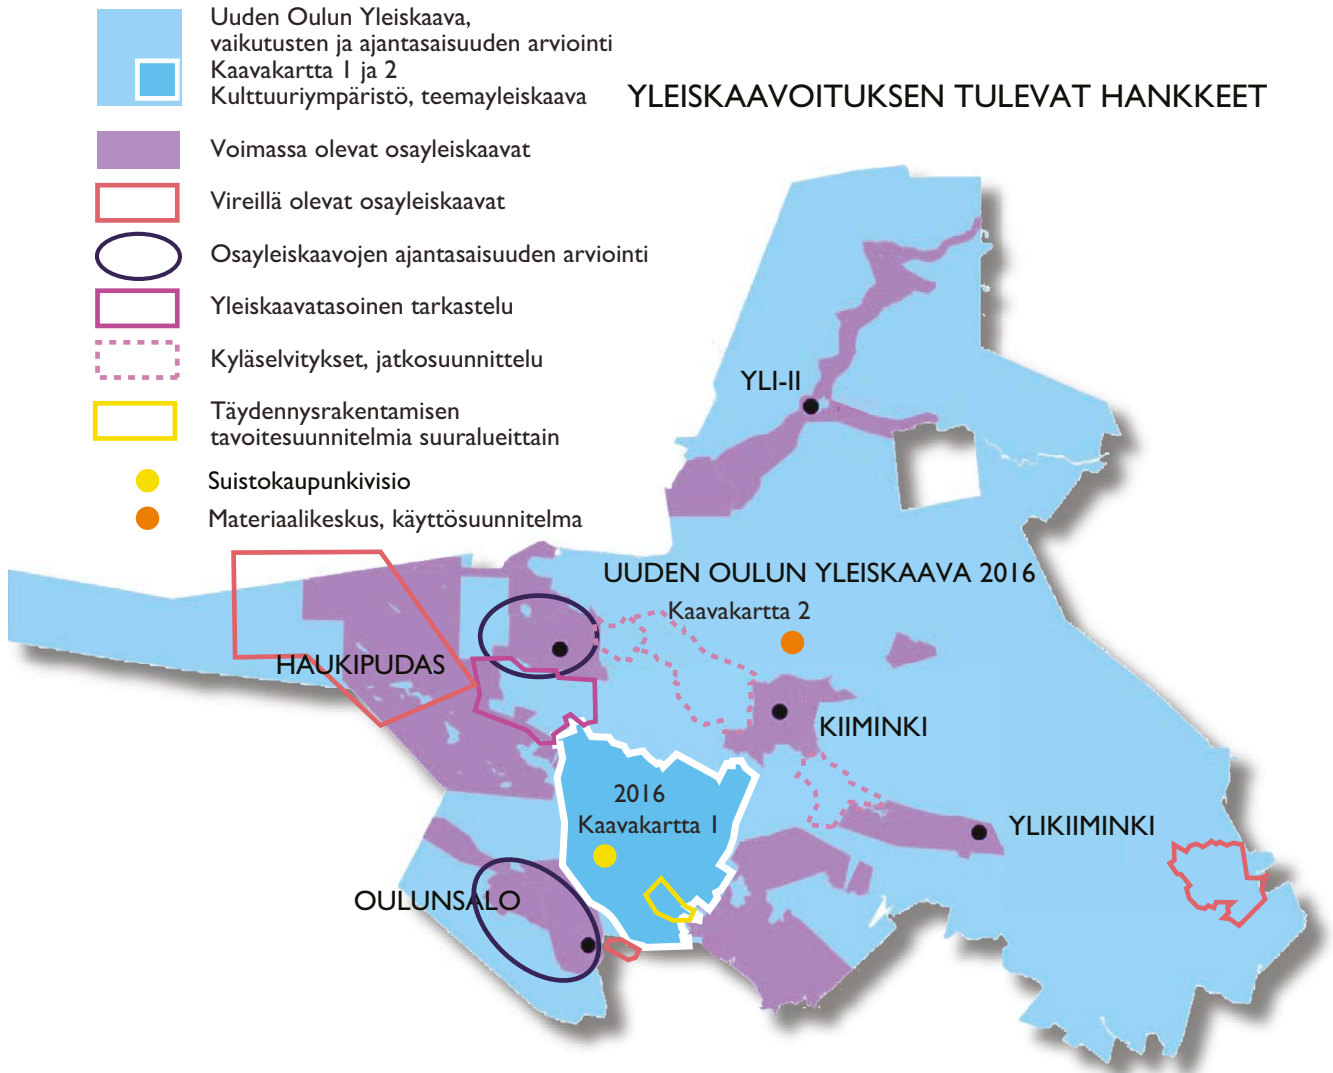 Uuden Oulun Yleiskaava,
vaikutusten ja ajantasaisuuden arviointi
Kaavakartta 1 ja 2
Kulttuuriympäristö, teemayleiskaava
YLEISKAAVOITUKSEN TULEVAT HANKKEET
Voimassa olevat osayleiskaavat
Vireillä olevat osayleiskaavat
Osayleiskaavojen ajantasaisuuden arviointi
Yleiskaavatasoinen tarkastelu
Kyläselvitykset, jatkosuunnittelu
Täydennysrakentamisen
tavoitesuunnitelmia suuralueittain
Suistokaupunkivisio
Materiaalikeskus, käyttösuunnitelma
YLI-II
UUDEN OULUN YLEISKAAVA 2016
Kaavakartta 2
HAUKIPUDAS
KIIMINKI
2016
Kaavakartta 1
YLIKIIMINKI
OULUNSALO